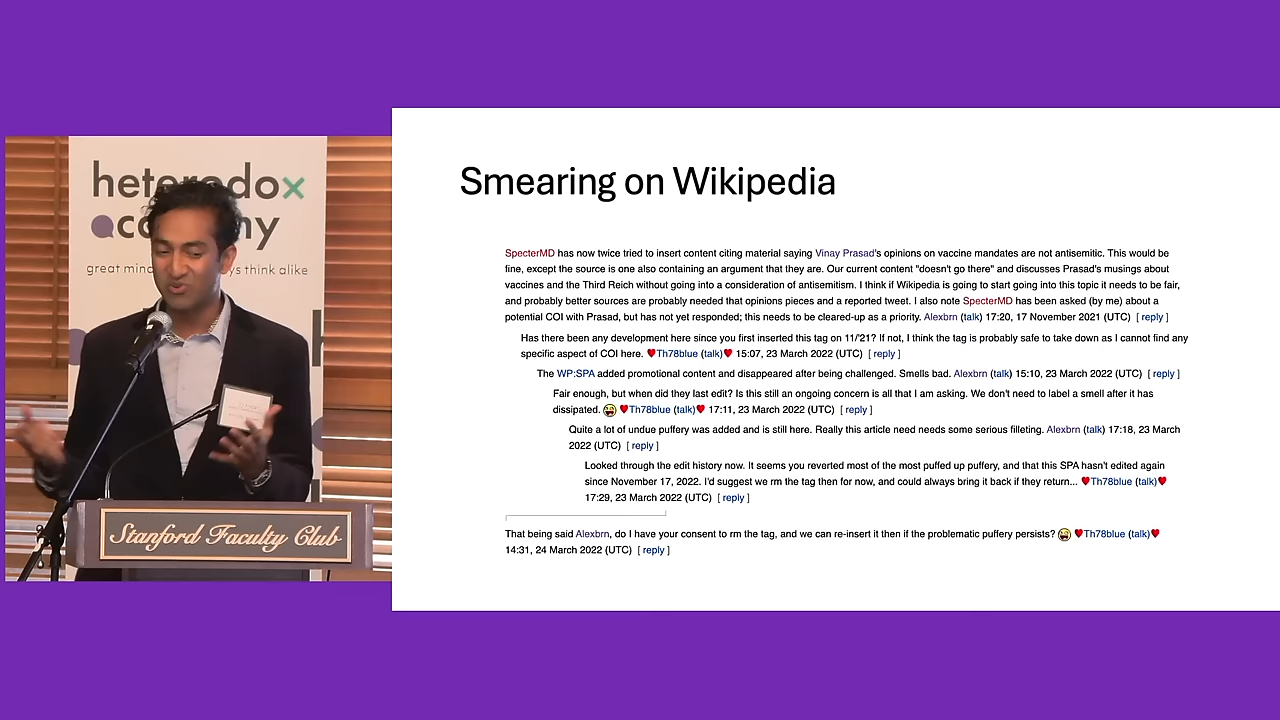 heterodox
academy
great minds always think alike
Stanford Faculty Club
Smearing on Wikipedia
SpecterMD has now twice tried to insert content citing material saying Vinay Prasad's opinions on vaccine mandates are not antisemitic. This would be
fine, except the source is one also containing an argument that they are. Our current content "doesn't go there" and discusses Prasad's musings about
vaccines and the Third Reich without going into a consideration of antisemitism. I think if Wikipedia is going to start going into this topic it needs to be fair,
and probably better sources are probably needed that opinions pieces and a reported tweet. I also note SpecterMD has been asked (by me) about a
potential COI with Prasad, but has not yet responded; this needs to be cleared-up as a priority. Alexbrn (talk) 17:20, 17 November 2021 (UTC) [ reply ]
Has there been any development here since you first inserted this tag on 11/'21? If not, I think the tag is probably safe to take down as I cannot find any
specific aspect of COI here. ♥Th78blue (talk)♥ 15:07, 23 March 2022 (UTC) [ reply ]
The WP:SPA added promotional content and disappeared after being challenged. Smells bad. Alexbrn (talk) 15:10, 23 March 2022 (UTC) [ reply ]
Fair enough, but when did they last edit? Is this still an ongoing concern is all that I am asking. We don't need to label a smell after it has
dissipated. 😜 ♥Th78blue (talk)♥ 17:11, 23 March 2022 (UTC) [ reply ]
Quite a lot of undue puffery was added and is still here. Really this article need needs some serious filleting. Alexbrn (talk) 17:18, 23 March
2022 (UTC) [ reply ]
Looked through the edit history now. It seems you reverted most of the most puffed up puffery, and that this SPA hasn't edited again
since November 17, 2022. I'd suggest we rm the tag then for now, and could always bring it back if they return... ♥Th78blue (talk)♥
17:29, 23 March 2022 (UTC) [ reply ]
That being said Alexbrn, do I have your consent to rm the tag, and we can re-insert it then if the problematic puffery persists? 😜 ♥Th78blue (talk)♥
14:31, 24 March 2022 (UTC) [ reply ]